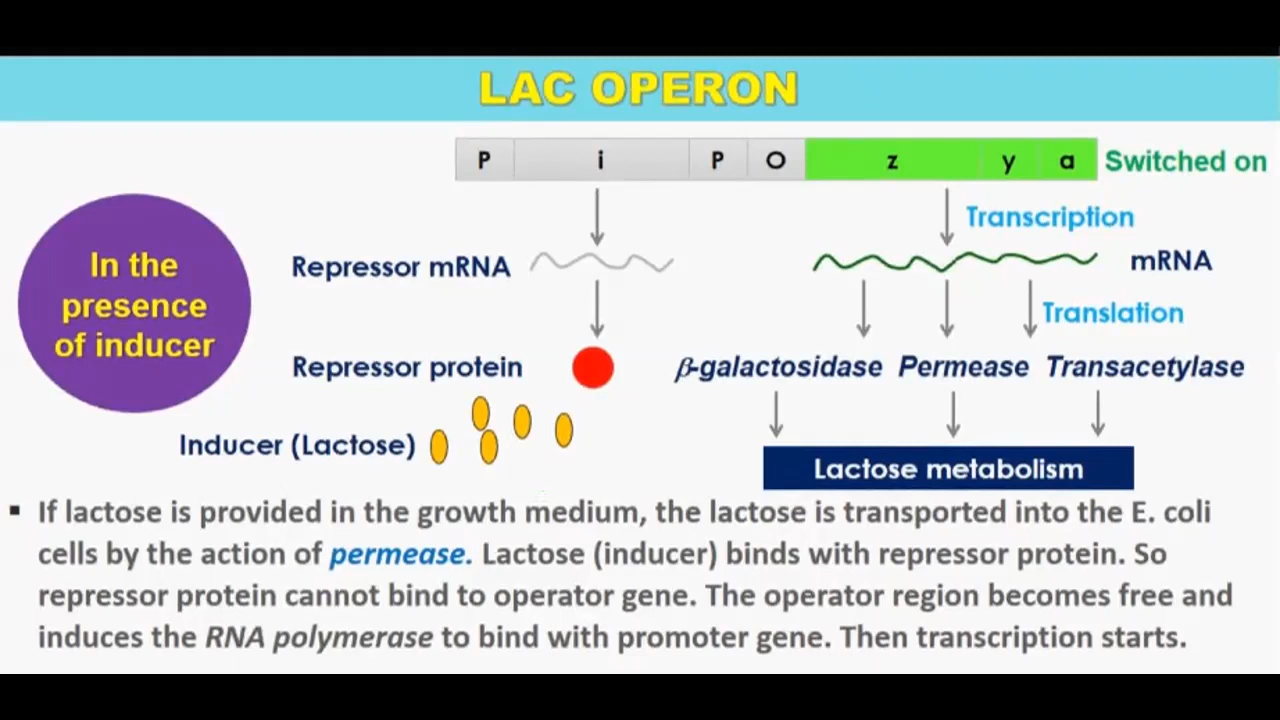 LAC OPERON
P i P O z y a Switched on
Transcription
In the
presence
of inducer
Repressor mRNA
mRNA
Translation
Repressor protein
β-galactosidase Permease Transacetylase
Inducer (Lactose)
Lactose metabolism
▪ If lactose is provided in the growth medium, the lactose is transported into the E. coli
cells by the action of permease. Lactose (inducer) binds with repressor protein. So
repressor protein cannot bind to operator gene. The operator region becomes free and
induces the RNA polymerase to bind with promoter gene. Then transcription starts.